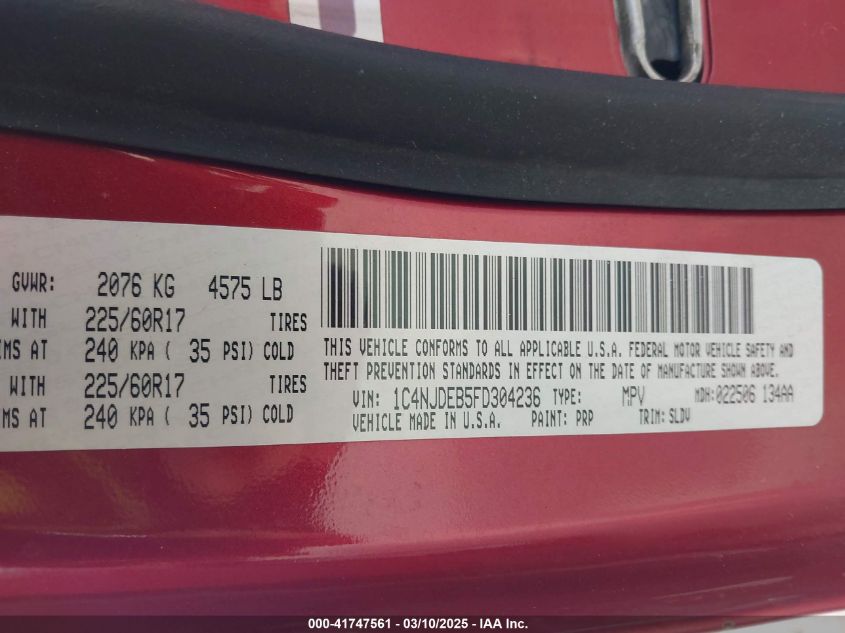 GVWR: 2076 KG 4575 LB
WITH 225/60R17 TIRES
IMS AT 240 KPA ( 35 PSI) COLD
225/60R17 TIRES
IMS AT 240 KPA ( 35 PSI) COLD
THIS VEHICLE CONFORMS TO ALL APPLICABLE U.S.A. FEDERAL MOTOR VEHICLE SAFETY AND
THEFT PREVENTION STANDARDS IN EFFECT ON THE DATE OF MANUFACTURE SHOWN ABOVE.
VIN: 1C4NJDEB5FD304236 TYPE: MPV MDH:022506 134AA
VEHICLE MADE IN U.S.A. PAINT: PRP TRIM: SLDV
000-41747561 — 03/10/2025 — IAA Inc.